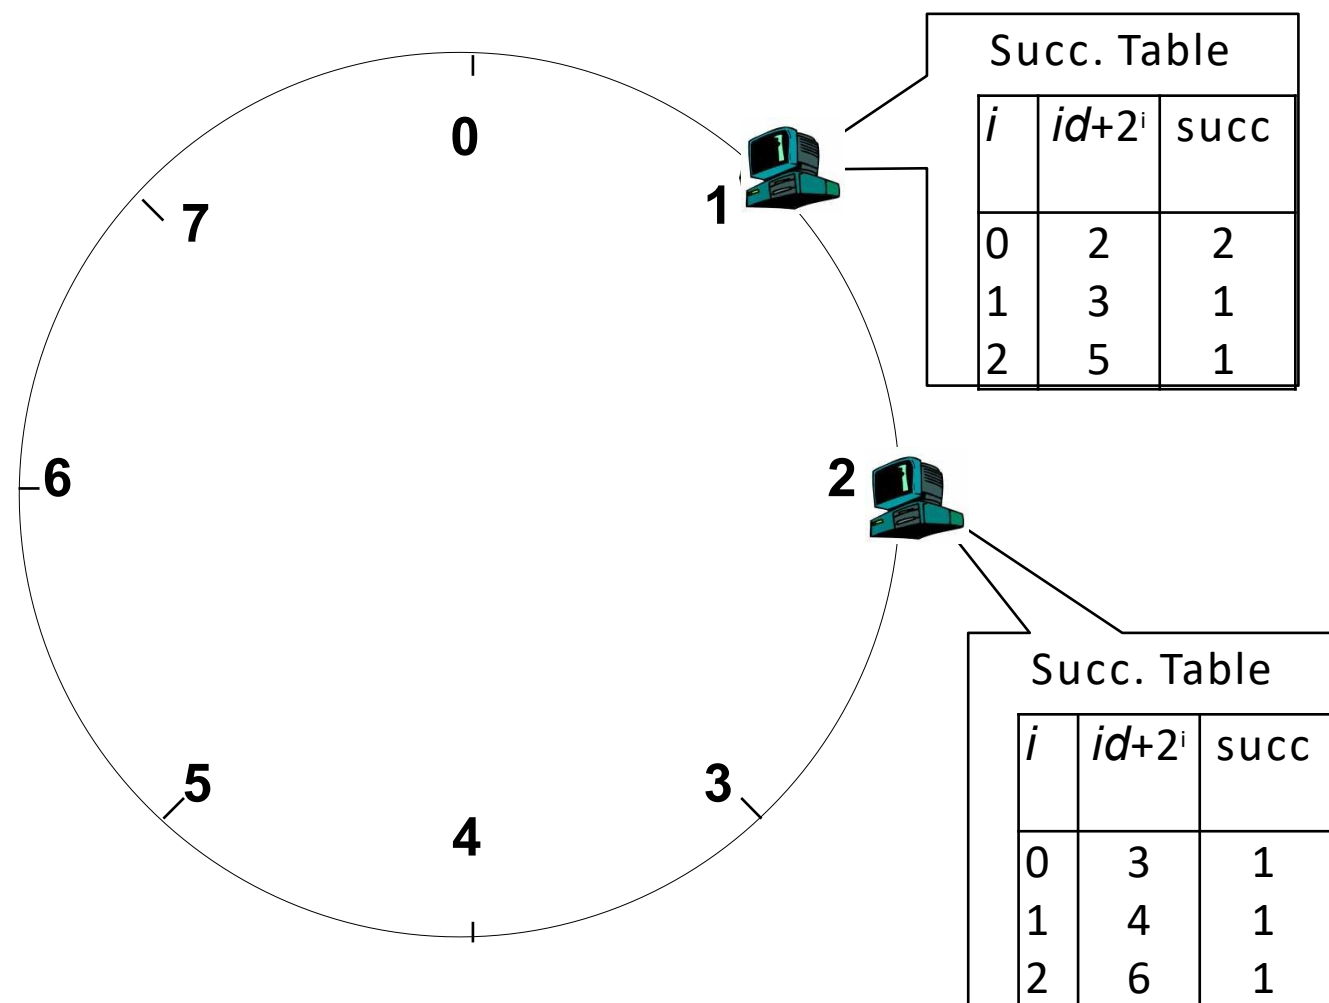 Succ. Table
i id+2ⁱ succ
0 2 2
1 3 1
2 5 1
0
1
7
6
2
5
3
4
Succ. Table
i id+2ⁱ succ
0 3 1
1 4 1
2 6 1